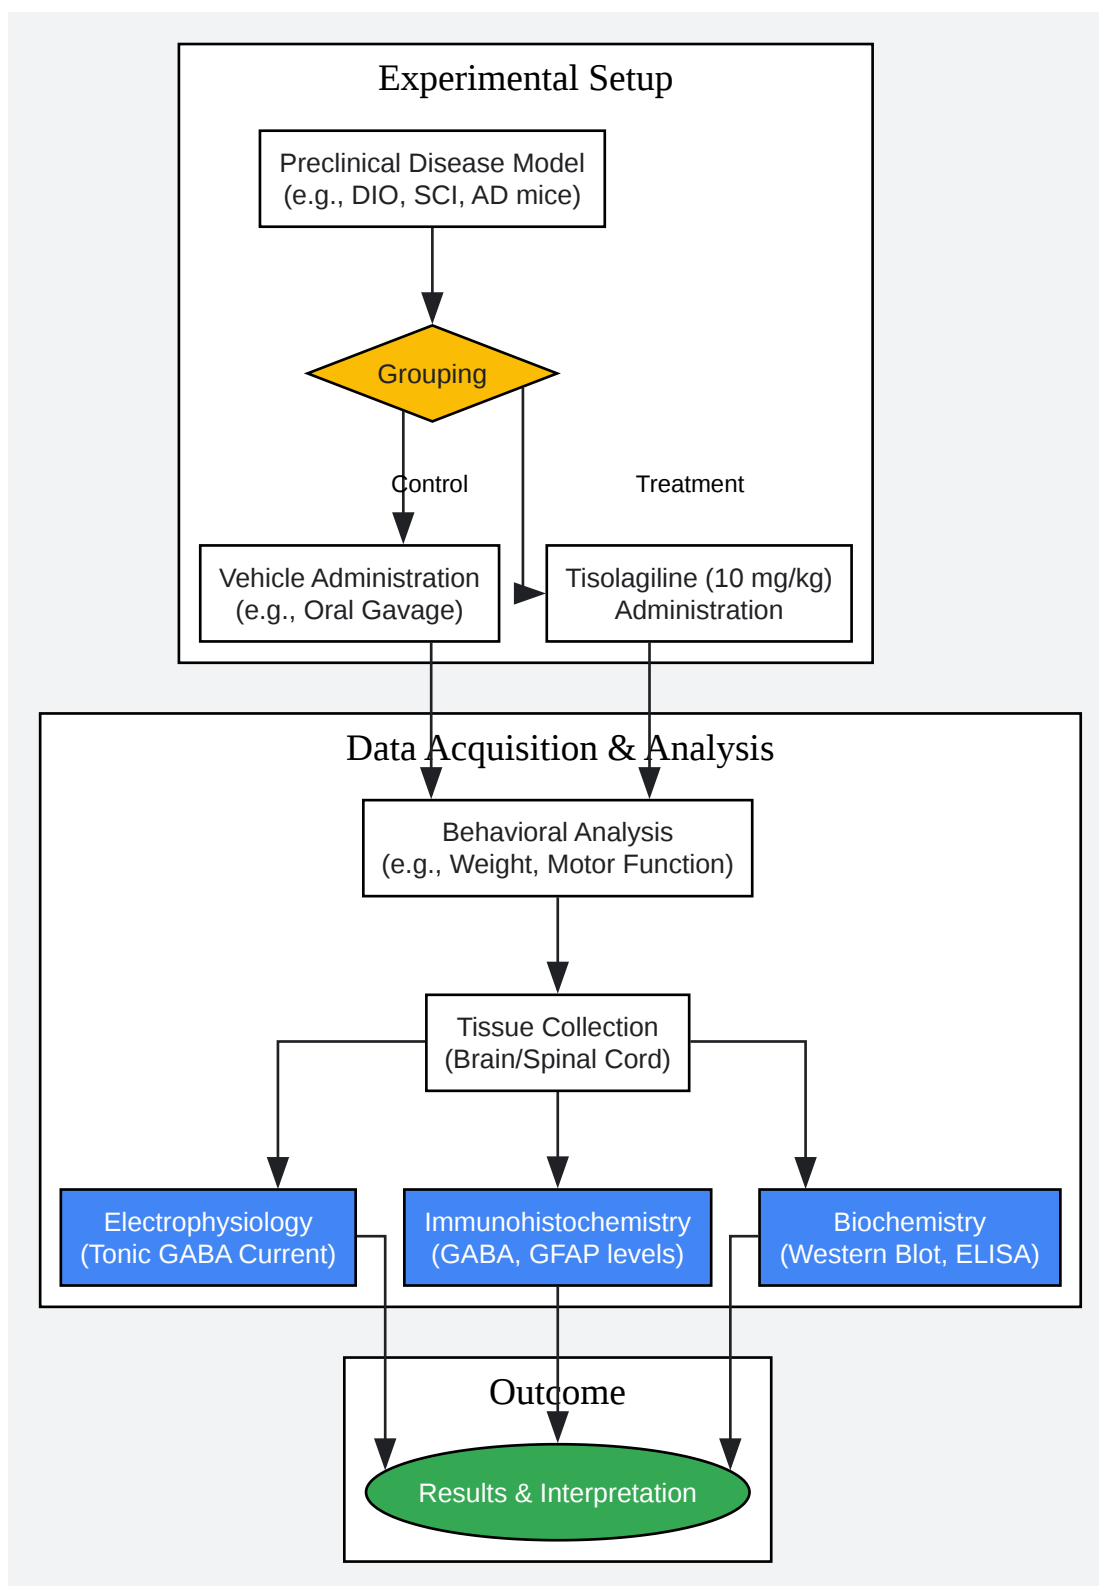 Experimental Setup
Preclinical Disease Model
(e.g., DIO, SCI, AD mice)
Grouping
Control
Treatment
Vehicle Administration
(e.g., Oral Gavage)
Tisolagiline (10 mg/kg)
Administration
Data Acquisition & Analysis
Behavioral Analysis
(e.g., Weight, Motor Function)
Tissue Collection
(Brain/Spinal Cord)
Electrophysiology
(Tonic GABA Current)
Immunohistochemistry
(GABA, GFAP levels)
Biochemistry
(Western Blot, ELISA)
Outcome
Results & Interpretation